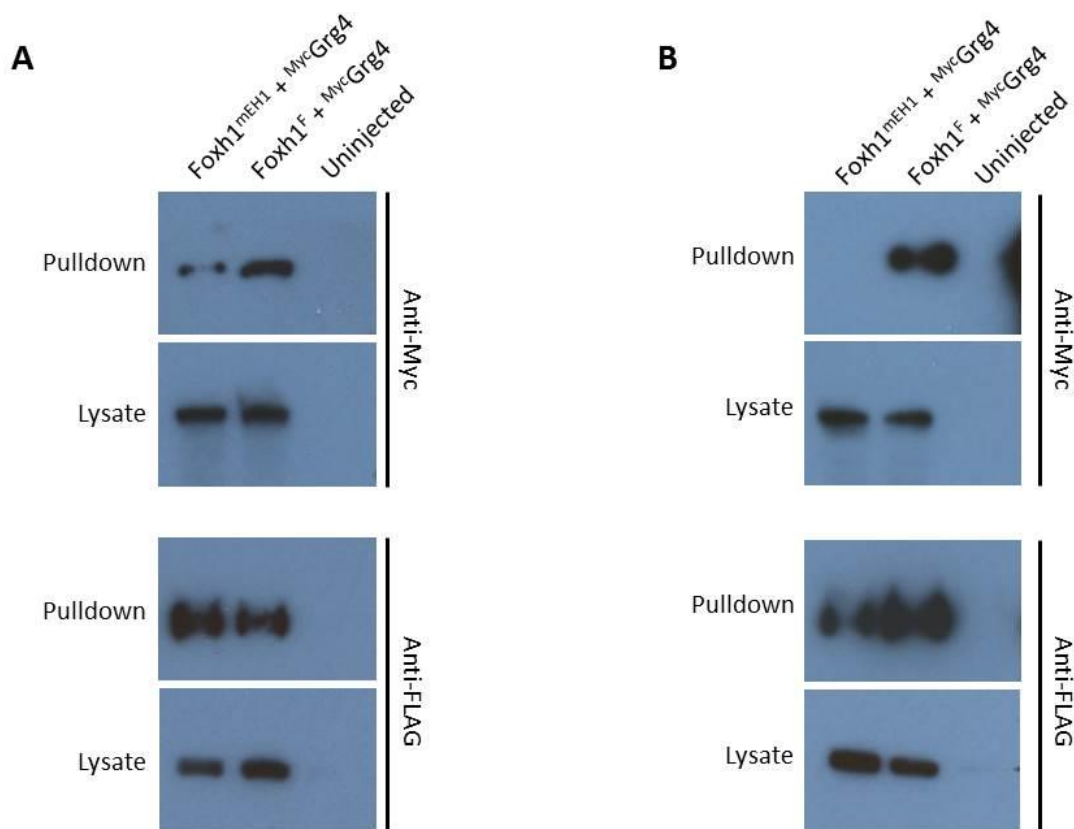 A
Foxh1mEH1 + MycGrg4
Foxh1F + MycGrg4
Uninjected
Pulldown
Lysate
Anti-Myc
Pulldown
Lysate
Anti-FLAG
B
Foxh1mEH1 + MycGrg4
Foxh1F + MycGrg4
Uninjected
Pulldown
Lysate
Anti-Myc
Pulldown
Lysate
Anti-FLAG